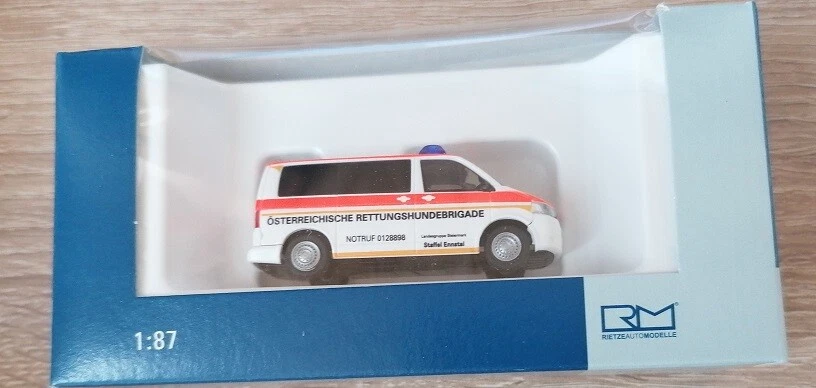 ÖSTERREICHISCHE RETTUNGSHUNDEBRIGADE
NOTRUF 0128898
Landesgruppe Steiermark
Staffel Ennstal
1:87
RM®
RIETZEAUTOMODELLE